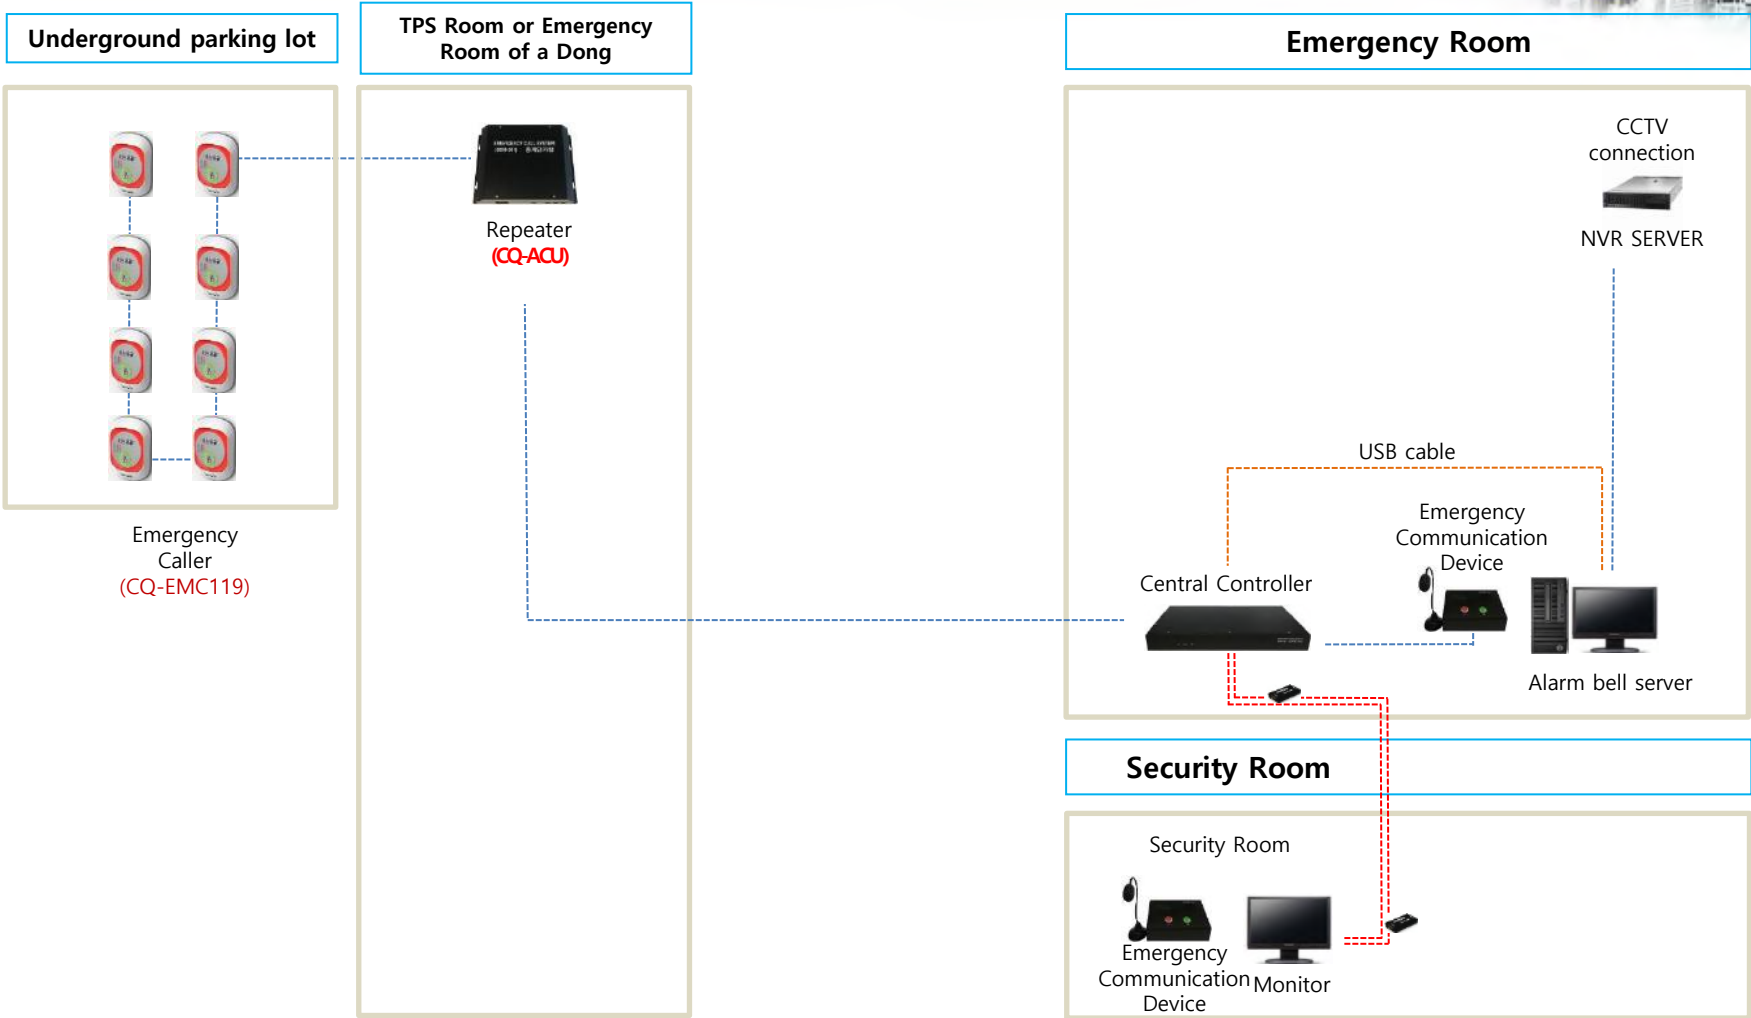 Underground parking lot
TPS Room or Emergency
Room of a Dong
Emergency Room
CCTV
connection
NVR SERVER
Repeater
(CQ-ACU)
USB cable
Emergency
Communication
Device
Central Controller
Alarm bell server
Emergency
Caller
(CQ-EMC119)
Security Room
Security Room
Emergency
Communication
Device
Monitor